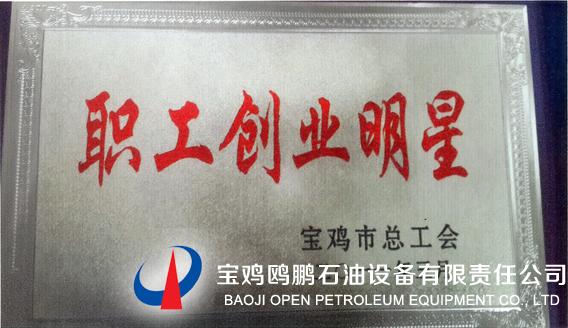 职工创业明星
宝鸡市总工会
宝鸡鸥鹏石油设备有限责任公司
BAOJI OPEN PETROLEUM EQUIPMENT CO., LTD